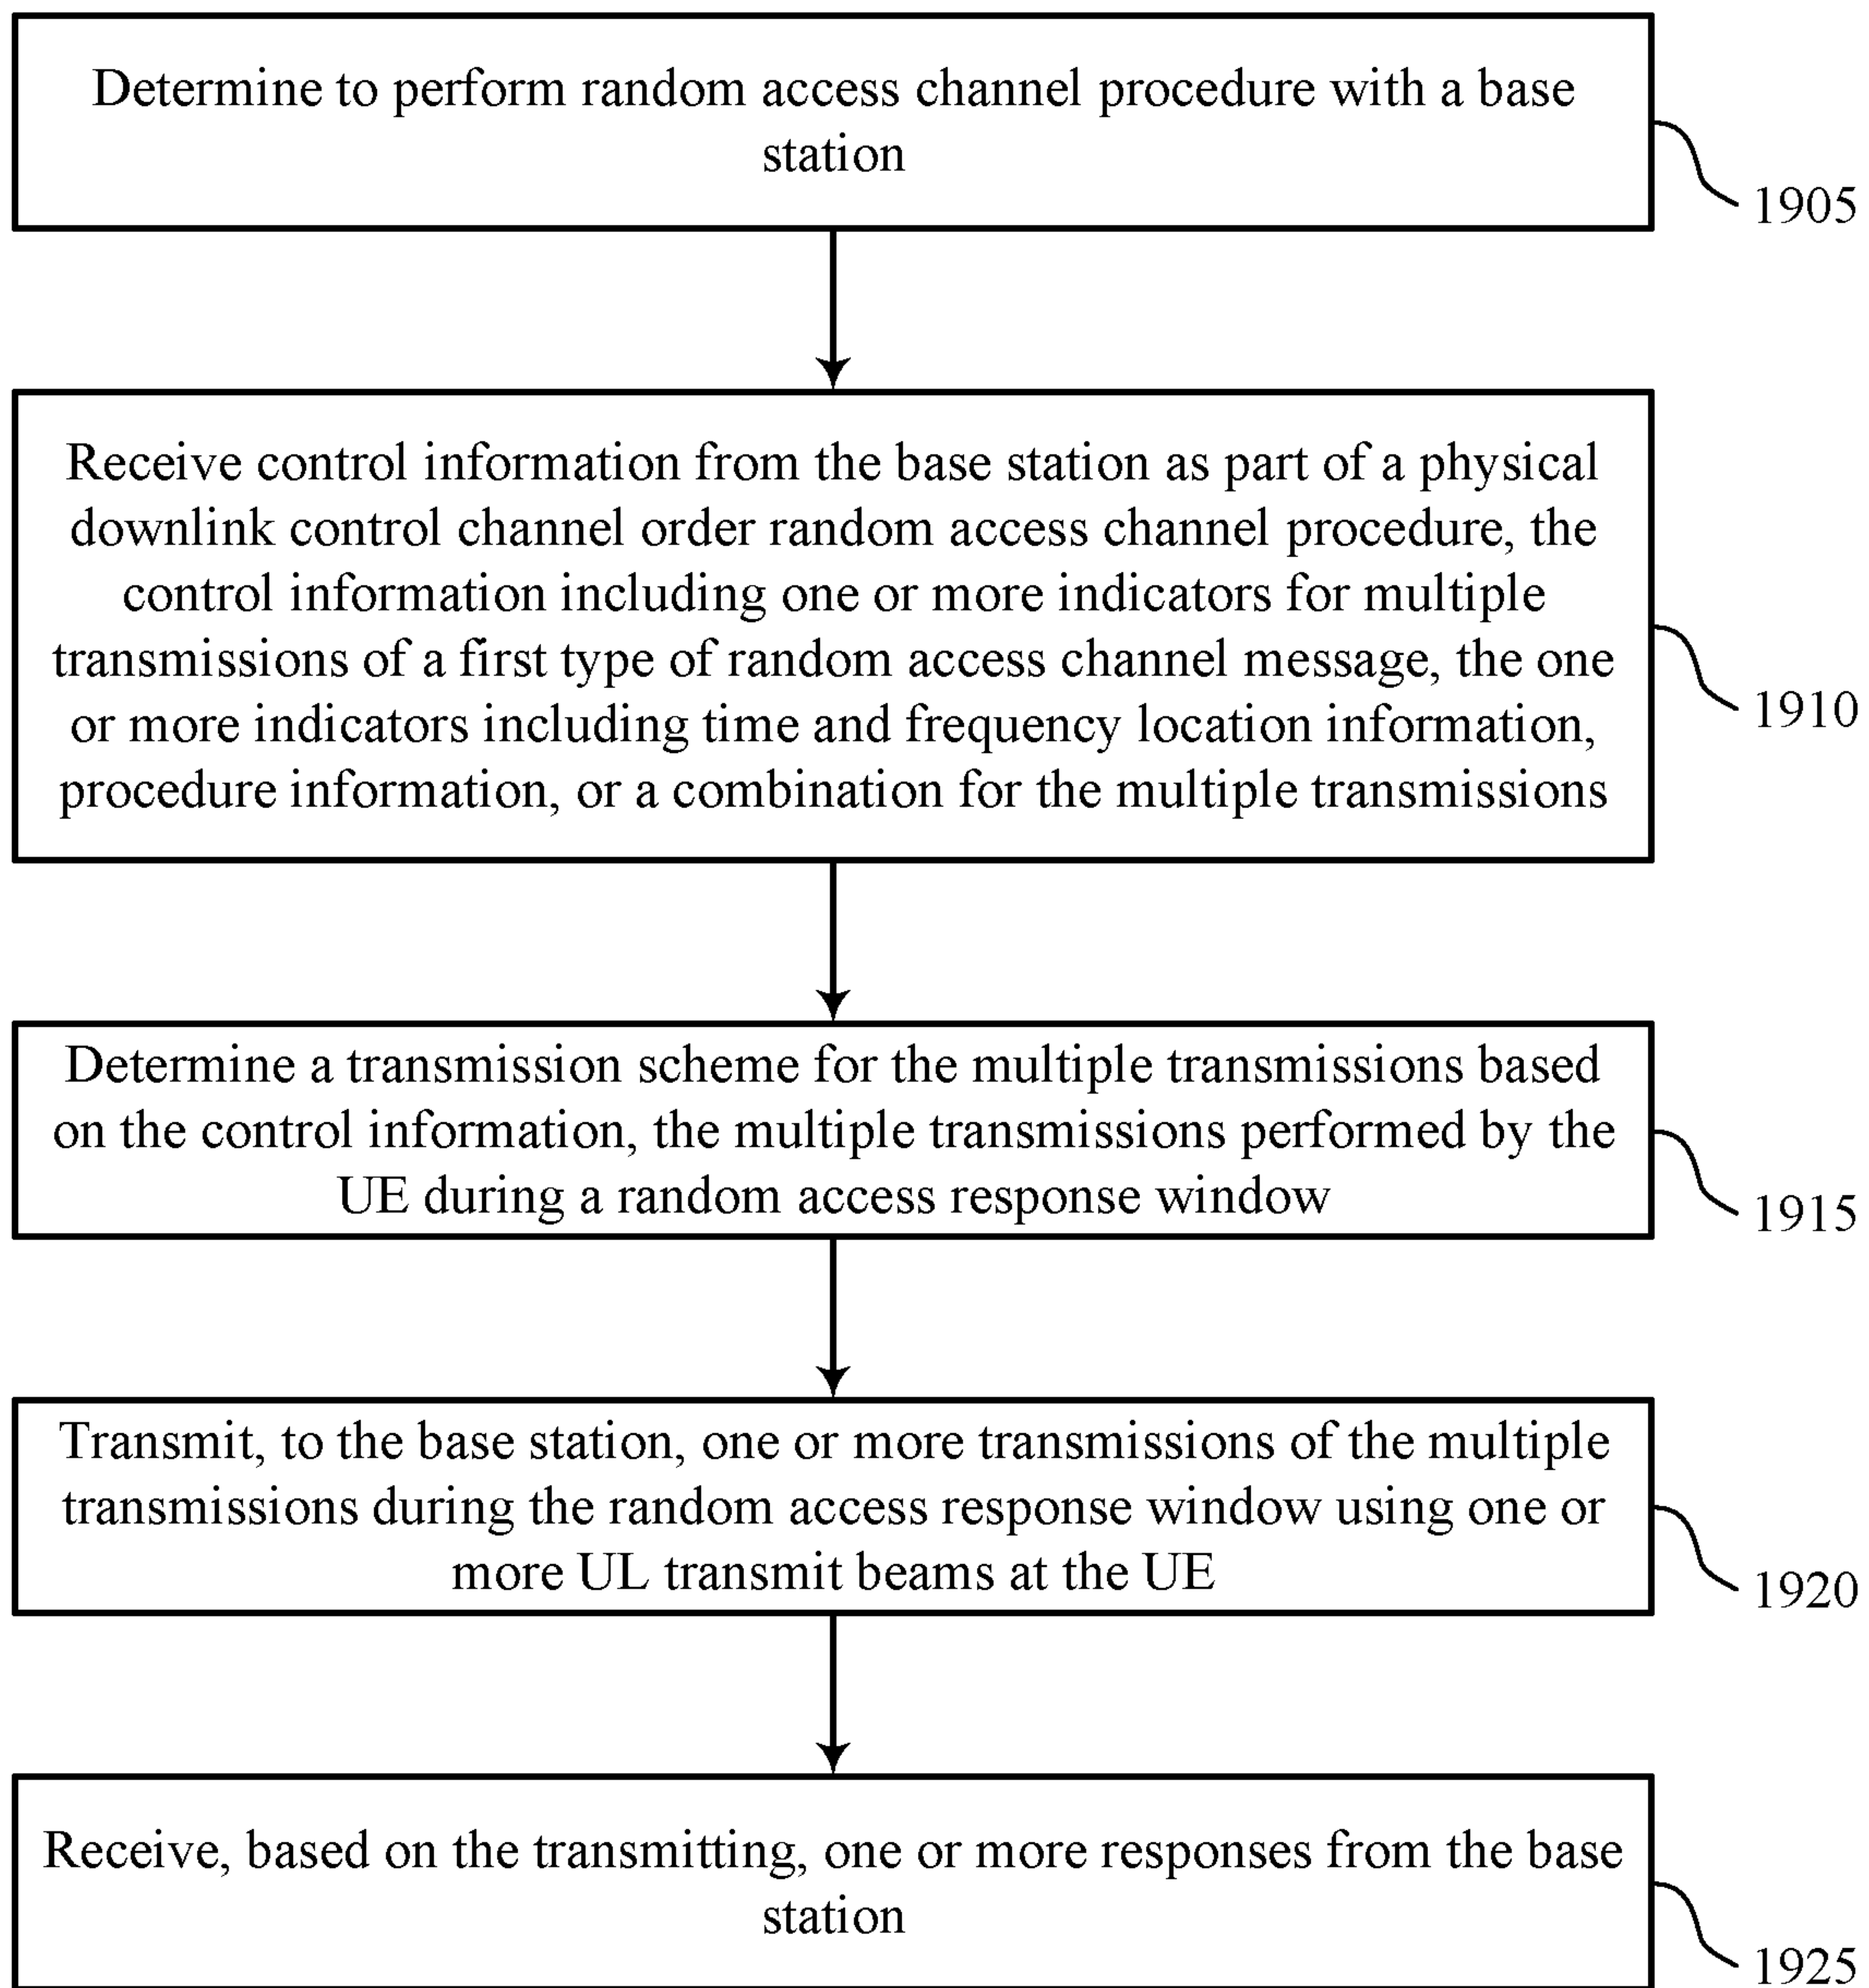 Determine to perform random access channel procedure with a base
station
1905
Receive control information from the base station as part of a physical
downlink control channel order random access channel procedure, the
control information including one or more indicators for multiple
transmissions of a first type of random access channel message, the one
or more indicators including time and frequency location information,
procedure information, or a combination for the multiple transmissions
1910
Determine a transmission scheme for the multiple transmissions based
on the control information, the multiple transmissions performed by the
UE during a random access response window
1915
Transmit, to the base station, one or more transmissions of the multiple
transmissions during the random access response window using one or
more UL transmit beams at the UE
1920
Receive, based on the transmitting, one or more responses from the base
station
1925